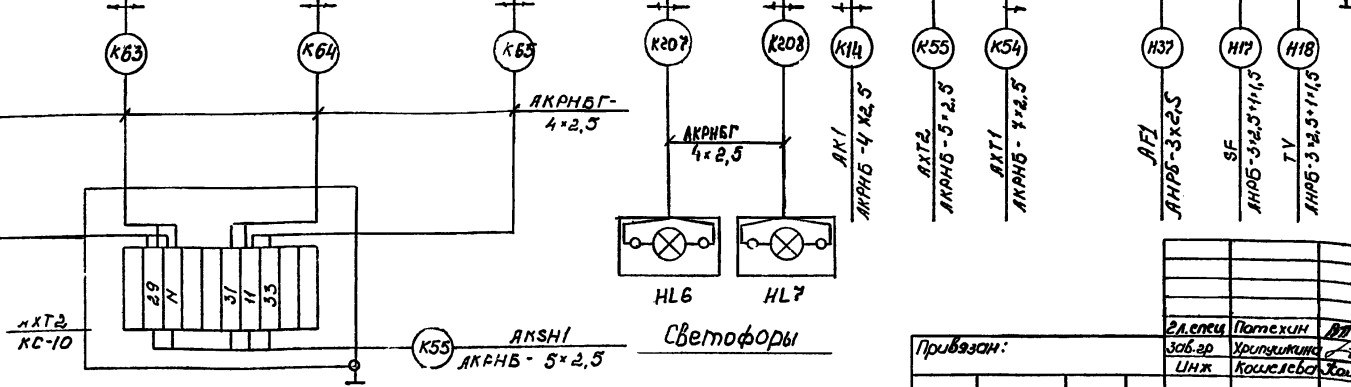 К63
К64
К65
К207
К208
К14
К55
К54
Н37
Н17
Н18
АКРНБГ-
4×2,5
АКРНБГ
4×2,5
АК1
АКРНБ-4×2,5
АХТ2
АКРНБ-5×2,5
АХТ1
АКРНБ-7×2,5
АF1
АНРБ-3×2,5
SF
АНРБ-3×2,5+1×1,5
TV
АНРБ-3×2,5+1×1,5
29
N
31
11
33
АХТ2
КС-10
К55
АКSН1
АКРНБ-5×2,5
HL6
HL7
Светофоры
Привязан:
Гл.спец Потехин
Зав.гр Хрипушкина
Инж Кошелева